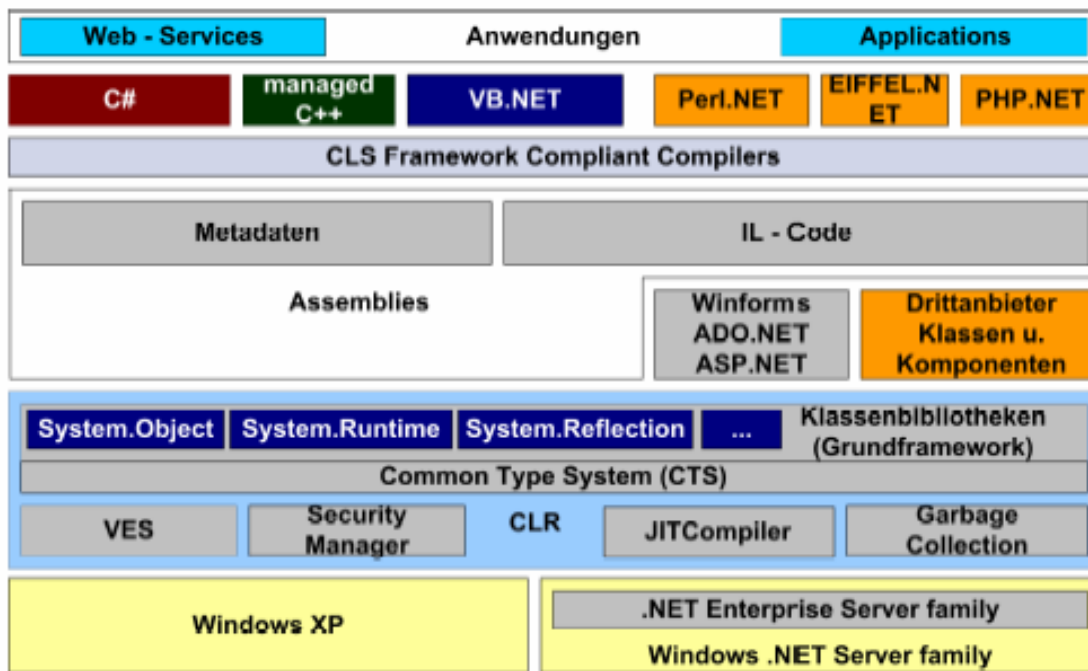 Web - Services
Anwendungen
Applications
C#
managed
C++
VB.NET
Perl.NET
EIFFEL.N
ET
PHP.NET
CLS Framework Compliant Compilers
Metadaten
IL - Code
Assemblies
Winforms
ADO.NET
ASP.NET
Drittanbieter
Klassen u.
Komponenten
System.Object
System.Runtime
System.Reflection
...
Klassenbibliotheken
(Grundframework)
Common Type System (CTS)
VES
Security
Manager
CLR
JITCompiler
Garbage
Collection
Windows XP
.NET Enterprise Server family
Windows .NET Server family